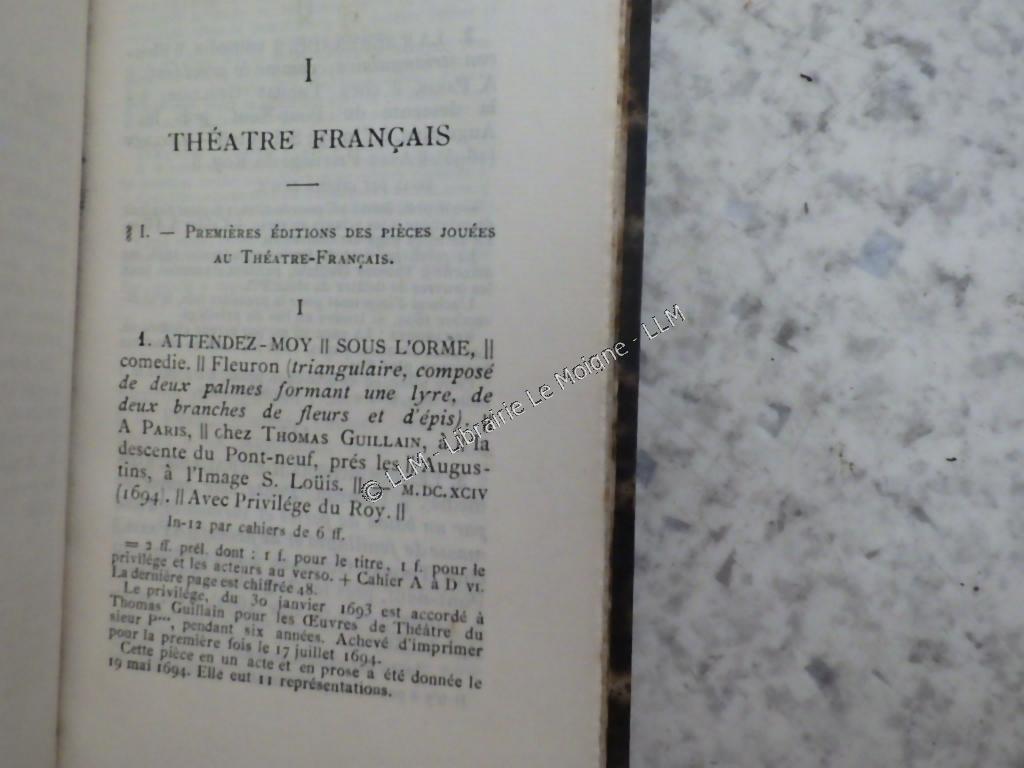 I
THÉATRE FRANÇAIS
§ I. — Premières éditions des pièces jouées
au Théatre-Français.
I
1. ATTENDEZ-MOY || SOUS L'ORME, ||
comedie. || Fleuron (triangulaire, composé
de deux palmes formant une lyre, de
deux branches de fleurs et d'épis).
A Paris, || chez Thomas Guillain, à la
descente du Pont-neuf, prés les Augus-
tins, à l'Image S. Loüis. || M.DC.XCIV
(1694). || Avec Privilége du Roy. ||
In-12 par cahiers de 6 ff.
= 2 ff. prél. dont : 1 f. pour le titre, 1 f. pour le
privilège et les acteurs au verso. + Cahier A à D VI.
La dernière page est chiffrée 48.
Le privilège, du 30 janvier 1693 est accordé à
Thomas Guillain pour les Œuvres de Théâtre du
sieur P***, pendant six années. Achevé d'imprimer
pour la première fois le 17 juillet 1694.
Cette pièce en un acte et en prose a été donnée le
19 mai 1694. Elle eut 11 représentations.
© LLM - Librairie Le Moigne - LLM